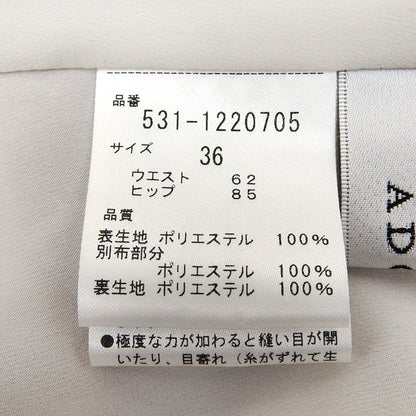 品番
531-1220705
サイズ
36
ウエスト 62
ヒップ 85
品質
表生地 ポリエステル 100%
別布部分
ポリエステル 100%
裏生地 ポリエステル 100%
●極度な力が加わると縫い目が開
いたり、目寄れ（糸がずれて生